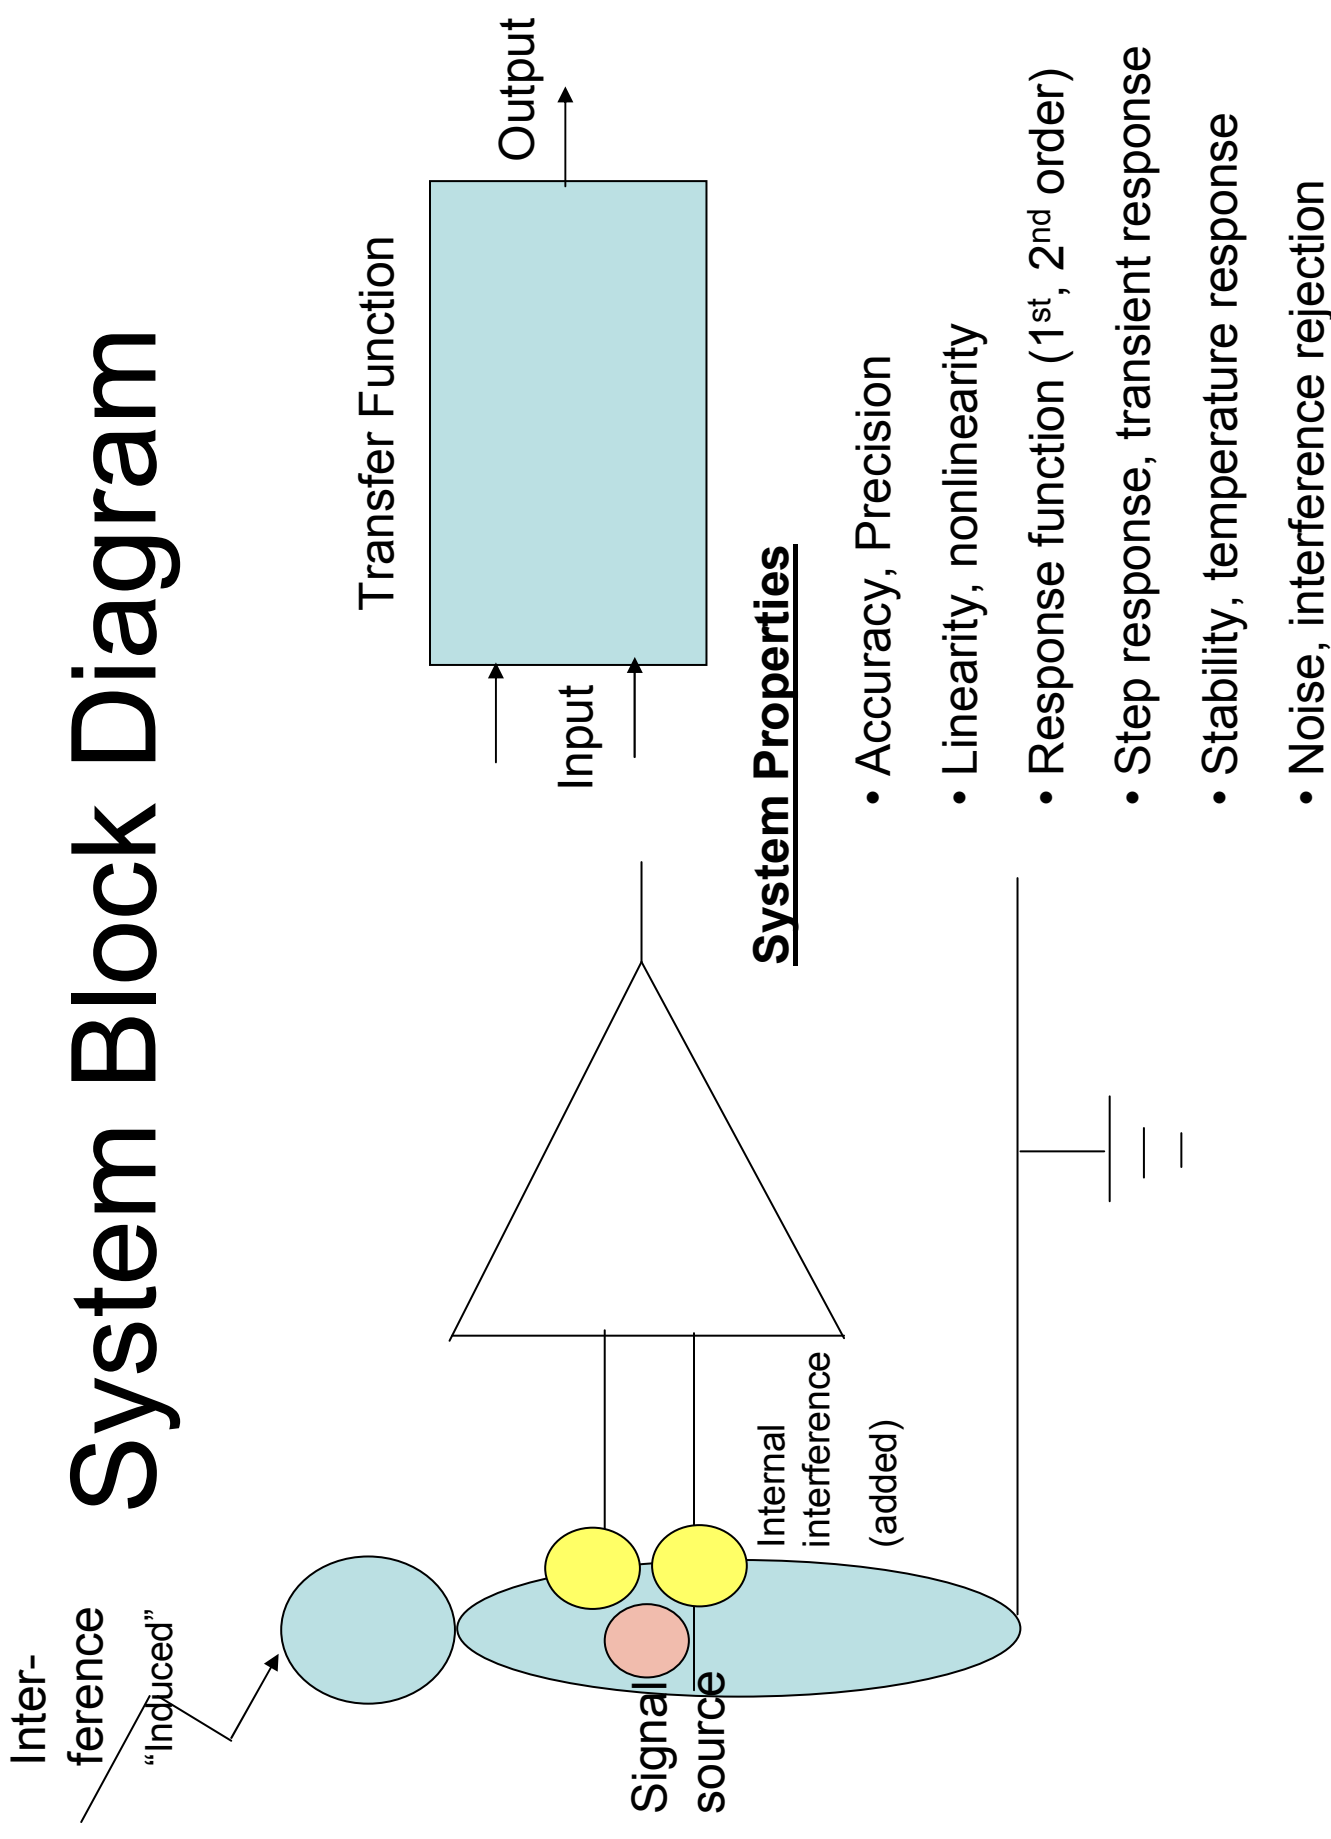 System Block Diagram
Inter-
ference
“Induced”
Signal
source
Internal
interference
(added)
Transfer Function
Input
Output
System Properties
• Accuracy, Precision
• Linearity, nonlinearity
• Response function (1st, 2nd order)
• Step response, transient response
• Stability, temperature response
• Noise, interference rejection